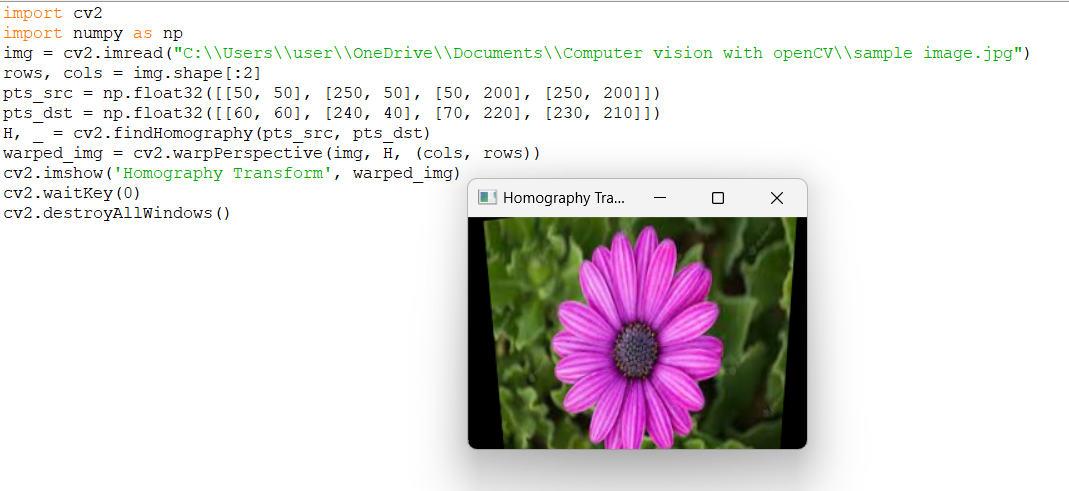 import cv2
import numpy as np
img = cv2.imread("C:\\Users\\user\\OneDrive\\Documents\\Computer vision with openCV\\sample image.jpg")
rows, cols = img.shape[:2]
pts_src = np.float32([[50, 50], [250, 50], [50, 200], [250, 200]])
pts_dst = np.float32([[60, 60], [240, 40], [70, 220], [230, 210]])
H, _ = cv2.findHomography(pts_src, pts_dst)
warped_img = cv2.warpPerspective(img, H, (cols, rows))
cv2.imshow('Homography Transform', warped_img)
cv2.waitKey(0)
cv2.destroyAllWindows()
Homography Tra...